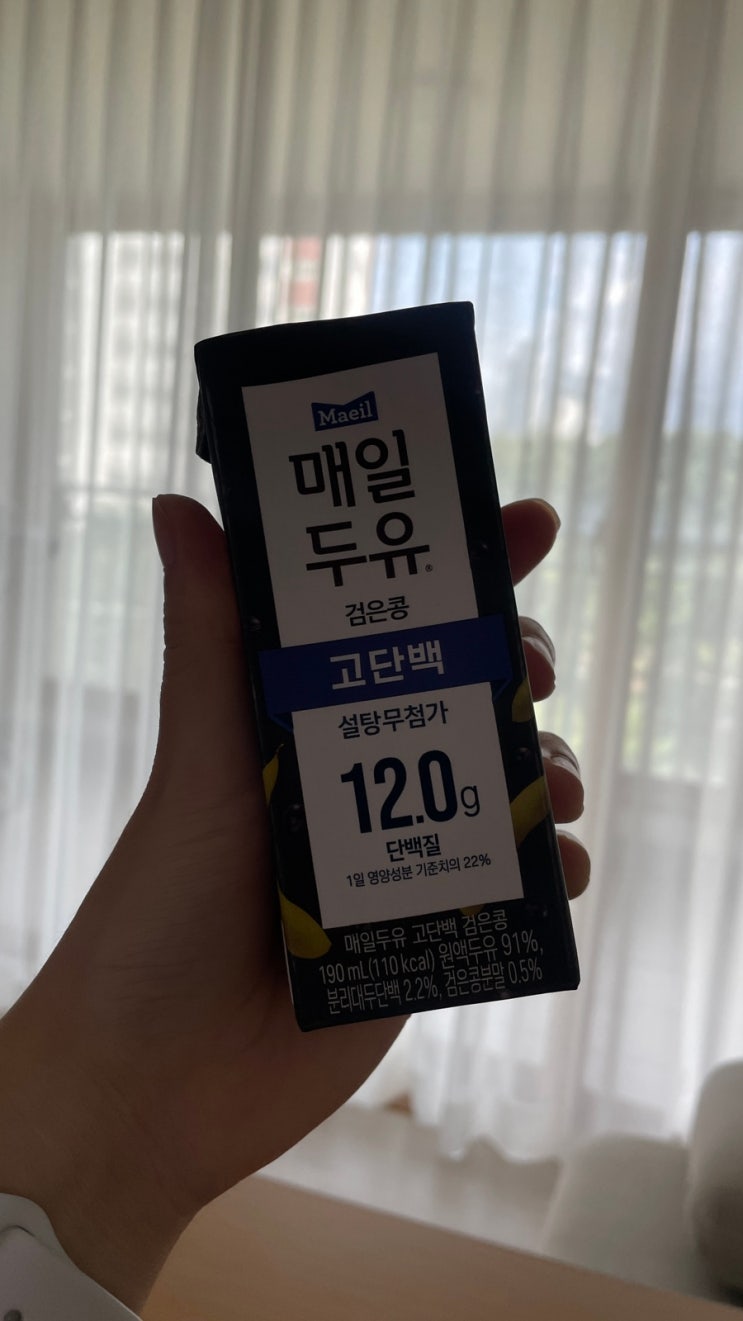 Maeil
매일
두유®
검은콩
고단백
설탕무첨가
12.0g
단백질
1일 영양성분 기준치의 22%
매일두유 고단백 검은콩
190 mL(110 kcal) 원액두유 91%,
분리대두단백 2.2%, 검은콩분말 0.5%